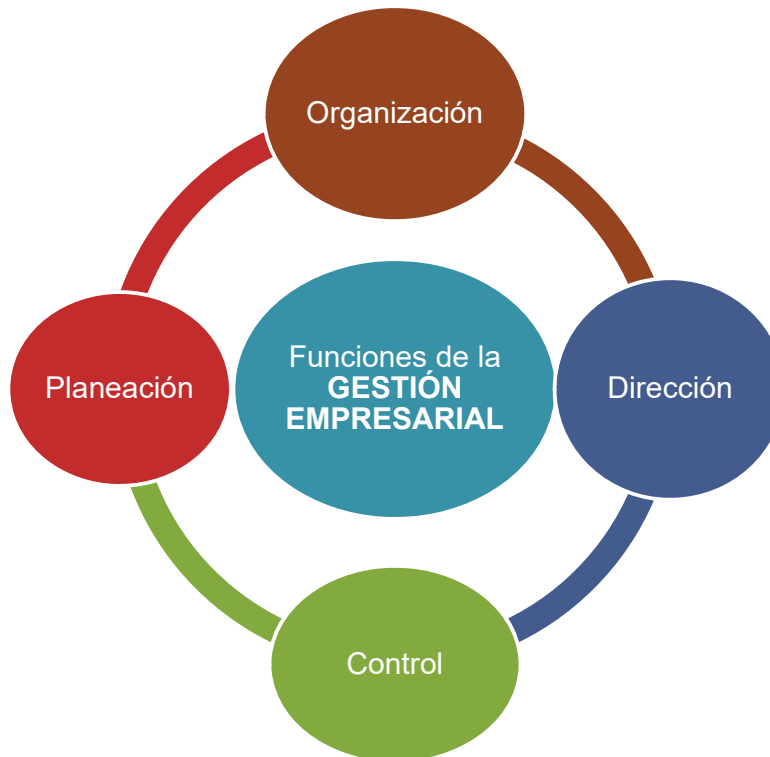 Organización
Planeación
Funciones de la
GESTIÓN
EMPRESARIAL
Dirección
Control